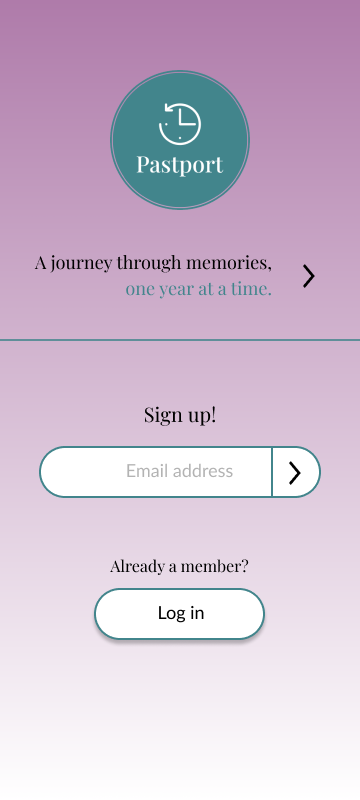 Pastport
A journey through memories,
one year at a time.
Sign up!
Email address
Already a member?
Log in